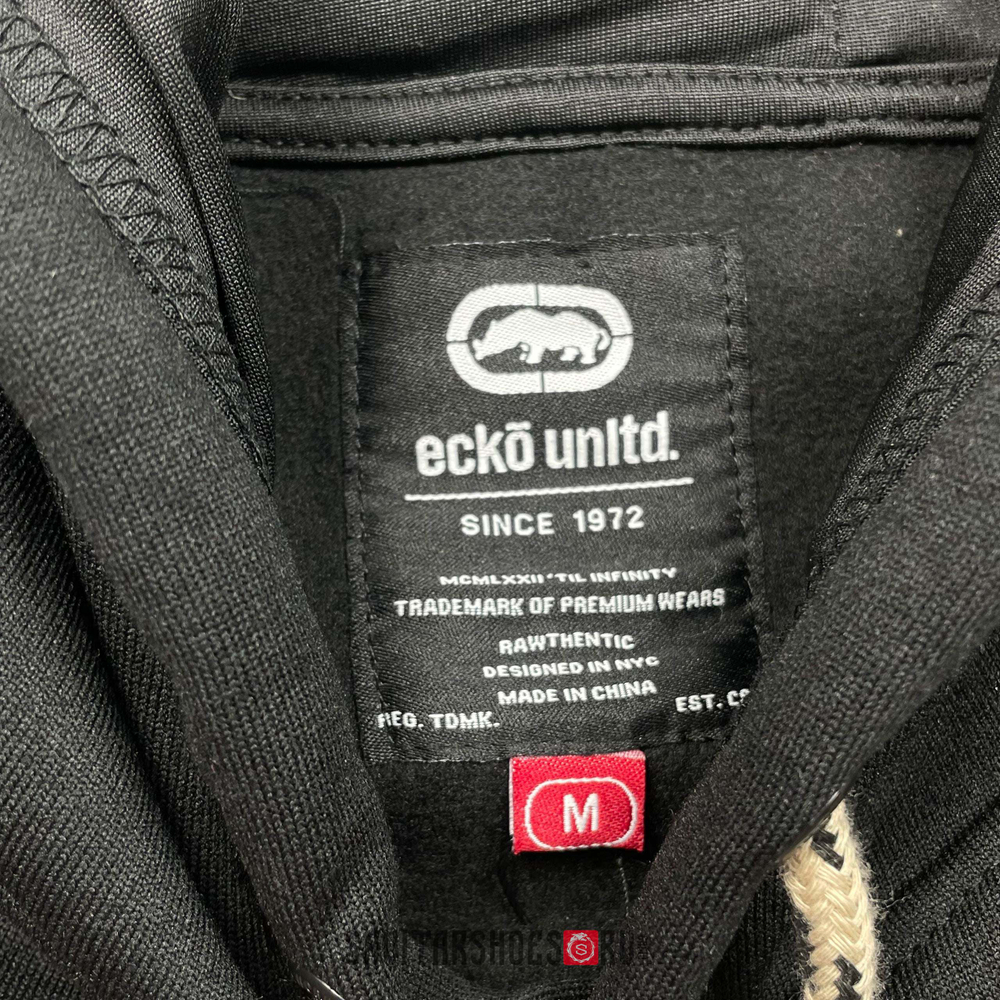 eckō unltd.
SINCE 1972
MCMLXXII 'TIL INFINITY
TRADEMARK OF PREMIUM WEARS
RAWTHENTIC
DESIGNED IN NYC
MADE IN CHINA
REG. TDMK. EST.
M